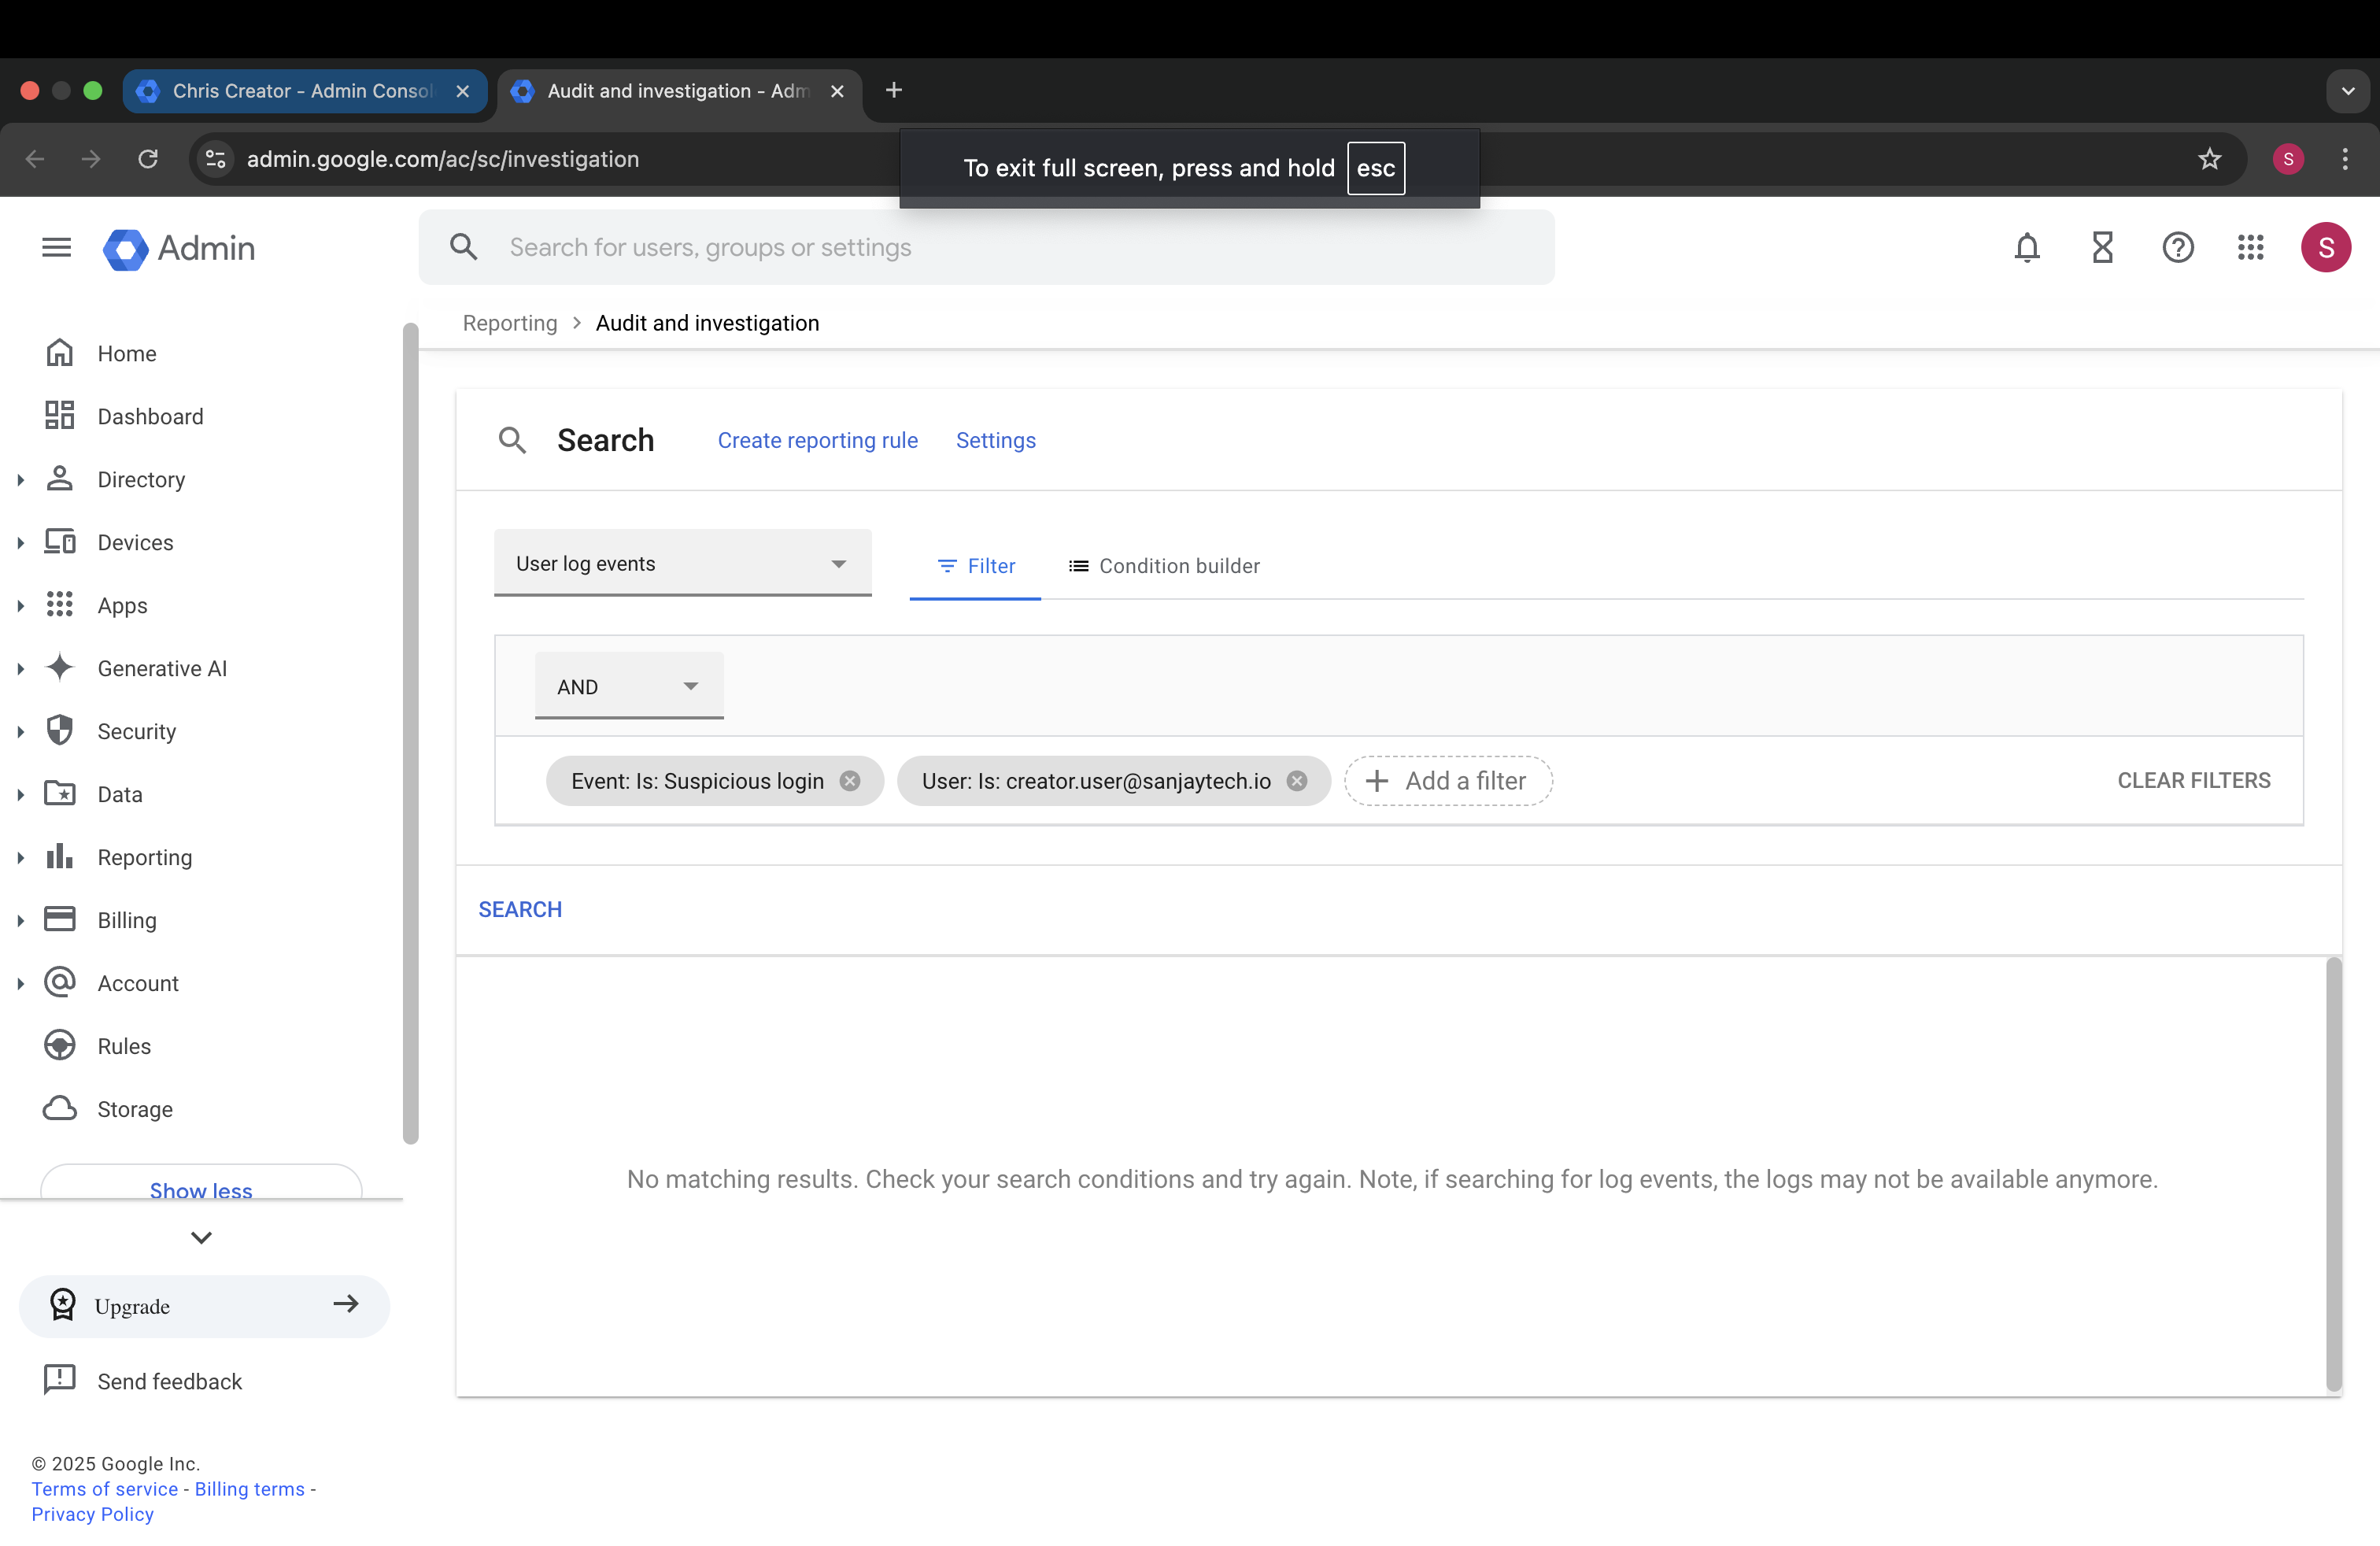 Chris Creator - Admin Consol
Audit and investigation - Adm
admin.google.com/ac/sc/investigation
S
To exit full screen, press and hold esc
Admin
Search for users, groups or settings
S
Reporting > Audit and investigation
Home
Dashboard
Directory
Devices
Apps
Generative AI
Security
Data
Reporting
Billing
Account
Rules
Storage
Show less
Upgrade
Send feedback
© 2025 Google Inc.
Terms of service - Billing terms -
Privacy Policy
Search Create reporting rule Settings
User log events
Filter Condition builder
AND
Event: Is: Suspicious login User: Is: creator.user@sanjaytech.io Add a filter CLEAR FILTERS
SEARCH
No matching results. Check your search conditions and try again. Note, if searching for log events, the logs may not be available anymore.